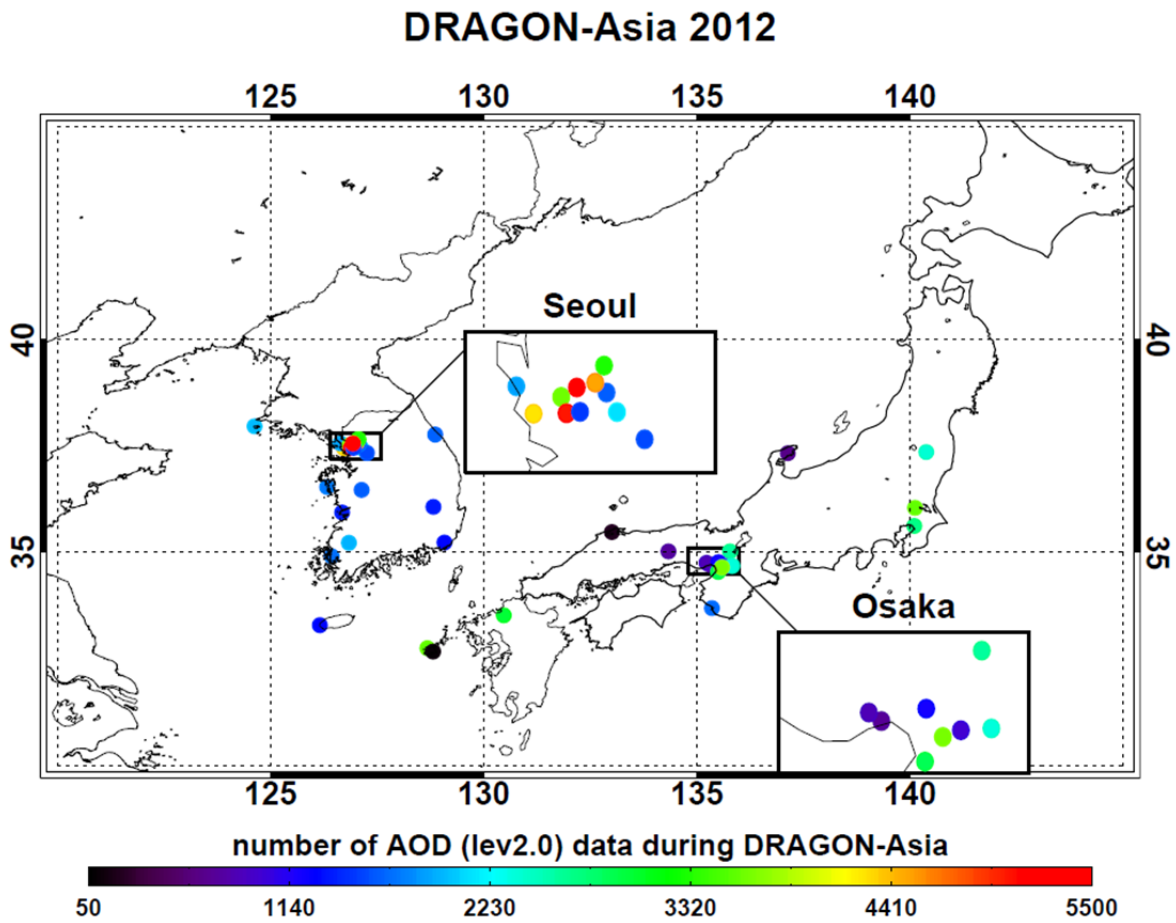 DRAGON-Asia 2012
125 130 135 140
Seoul
40 40
35 35
Osaka
125 130 135 140
number of AOD (lev2.0) data during DRAGON-Asia
50 1140 2230 3320 4410 5500